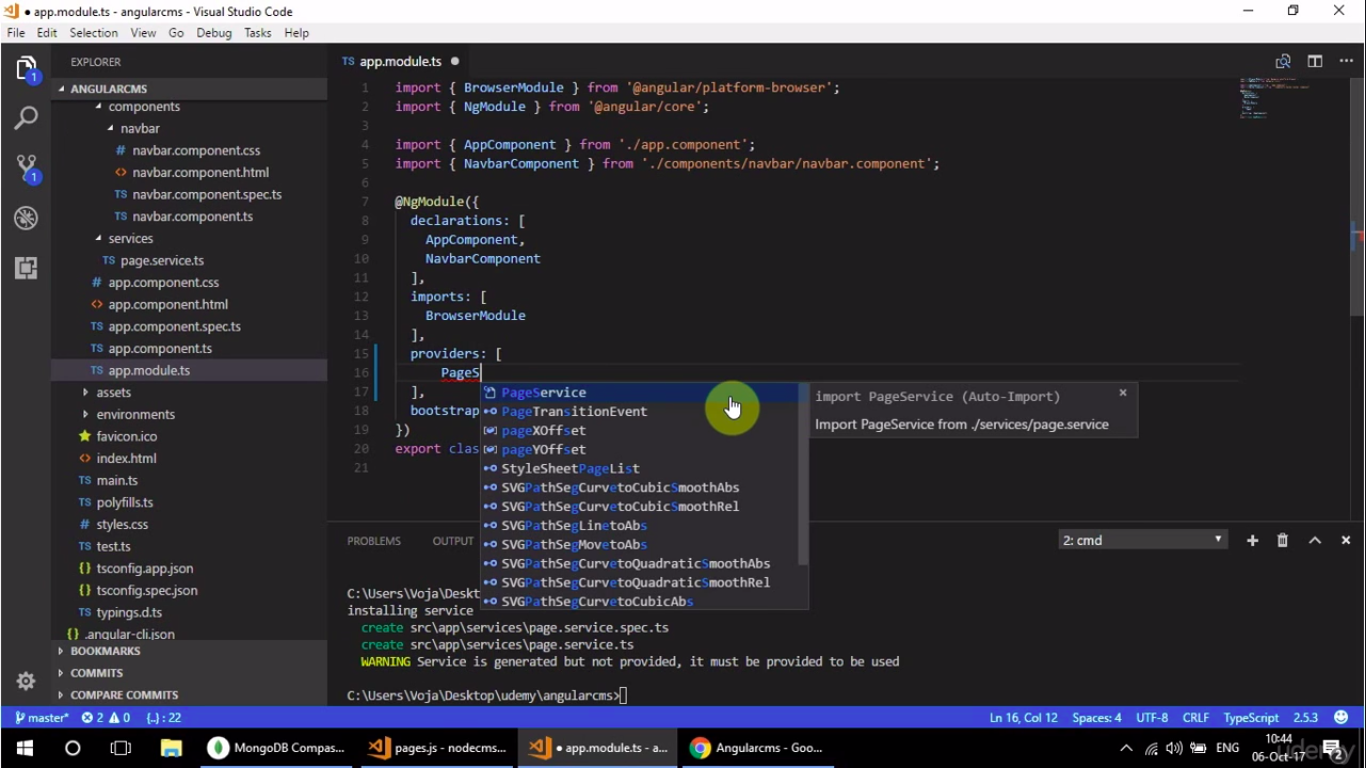 ● app.module.ts - angularcms - Visual Studio Code
File Edit Selection View Go Debug Tasks Help
EXPLORER
ANGULARCMS
components
navbar
# navbar.component.css
<> navbar.component.html
TS navbar.component.spec.ts
TS navbar.component.ts
services
TS page.service.ts
# app.component.css
<> app.component.html
TS app.component.spec.ts
TS app.component.ts
TS app.module.ts
assets
environments
favicon.ico
<> index.html
TS main.ts
TS polyfills.ts
# styles.css
TS test.ts
{} tsconfig.app.json
{} tsconfig.spec.json
TS typings.d.ts
{} .angular-cli.json
BOOKMARKS
COMMITS
COMPARE COMMITS
1
1
TS app.module.ts ●
1 import { BrowserModule } from '@angular/platform-browser';
2 import { NgModule } from '@angular/core';
3
4 import { AppComponent } from './app.component';
5 import { NavbarComponent } from './components/navbar/navbar.component';
6
7 @NgModule({
8 declarations: [
9 AppComponent,
10 NavbarComponent
11 ],
12 imports: [
13 BrowserModule
14 ],
15 providers: [
16 PageS
17 ],
18 bootstrap
19 })
20 export clas
21
PageService
PageTransitionEvent
pageXOffset
pageYOffset
StyleSheetPageList
SVGPathSegCurvetoCubicSmoothAbs
SVGPathSegCurvetoCubicSmoothRel
SVGPathSegLinetoAbs
SVGPathSegMovetoAbs
SVGPathSegCurvetoQuadraticSmoothAbs
SVGPathSegCurvetoQuadraticSmoothRel
SVGPathSegCurvetoCubicAbs
import PageService (Auto-Import)
Import PageService from ./services/page.service
PROBLEMS OUTPUT 2: cmd
C:\Users\Voja\Deskt
installing service
create src\app\services\page.service.spec.ts
create src\app\services\page.service.ts
WARNING Service is generated but not provided, it must be provided to be used
C:\Users\Voja\Desktop\udemy\angularcms>
master* 2 0 {..} : 22 Ln 16, Col 12 Spaces: 4 UTF-8 CRLF TypeScript 2.5.3
MongoDB Compas... pages.js - nodecms... ● app.module.ts - a... Angularcms - Goo... ENG 10:44
06-Oct-17 2
udemy